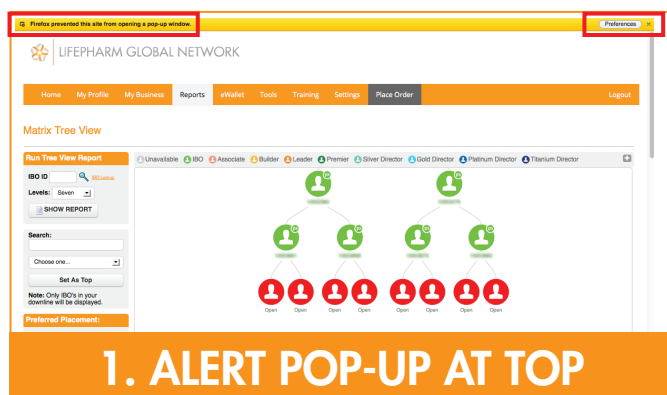 Firefox prevented this site from opening a pop-up window.
Preferences
LIFEPHARM GLOBAL NETWORK
Home My Profile My Business Reports eWallet Tools Training Settings Place Order Logout
Matrix Tree View
Run Tree View Report
Unavailable IBO Associate Builder Leader Premier Silver Director Gold Director Platinum Director Titanium Director
IBO ID
Levels: Seven
SHOW REPORT
Search:
Choose one...
Set As Top
Note: Only IBO's in your
downline will be displayed.
Open Open Open Open Open Open Open Open
Preferred Placement:
1. ALERT POP-UP AT TOP